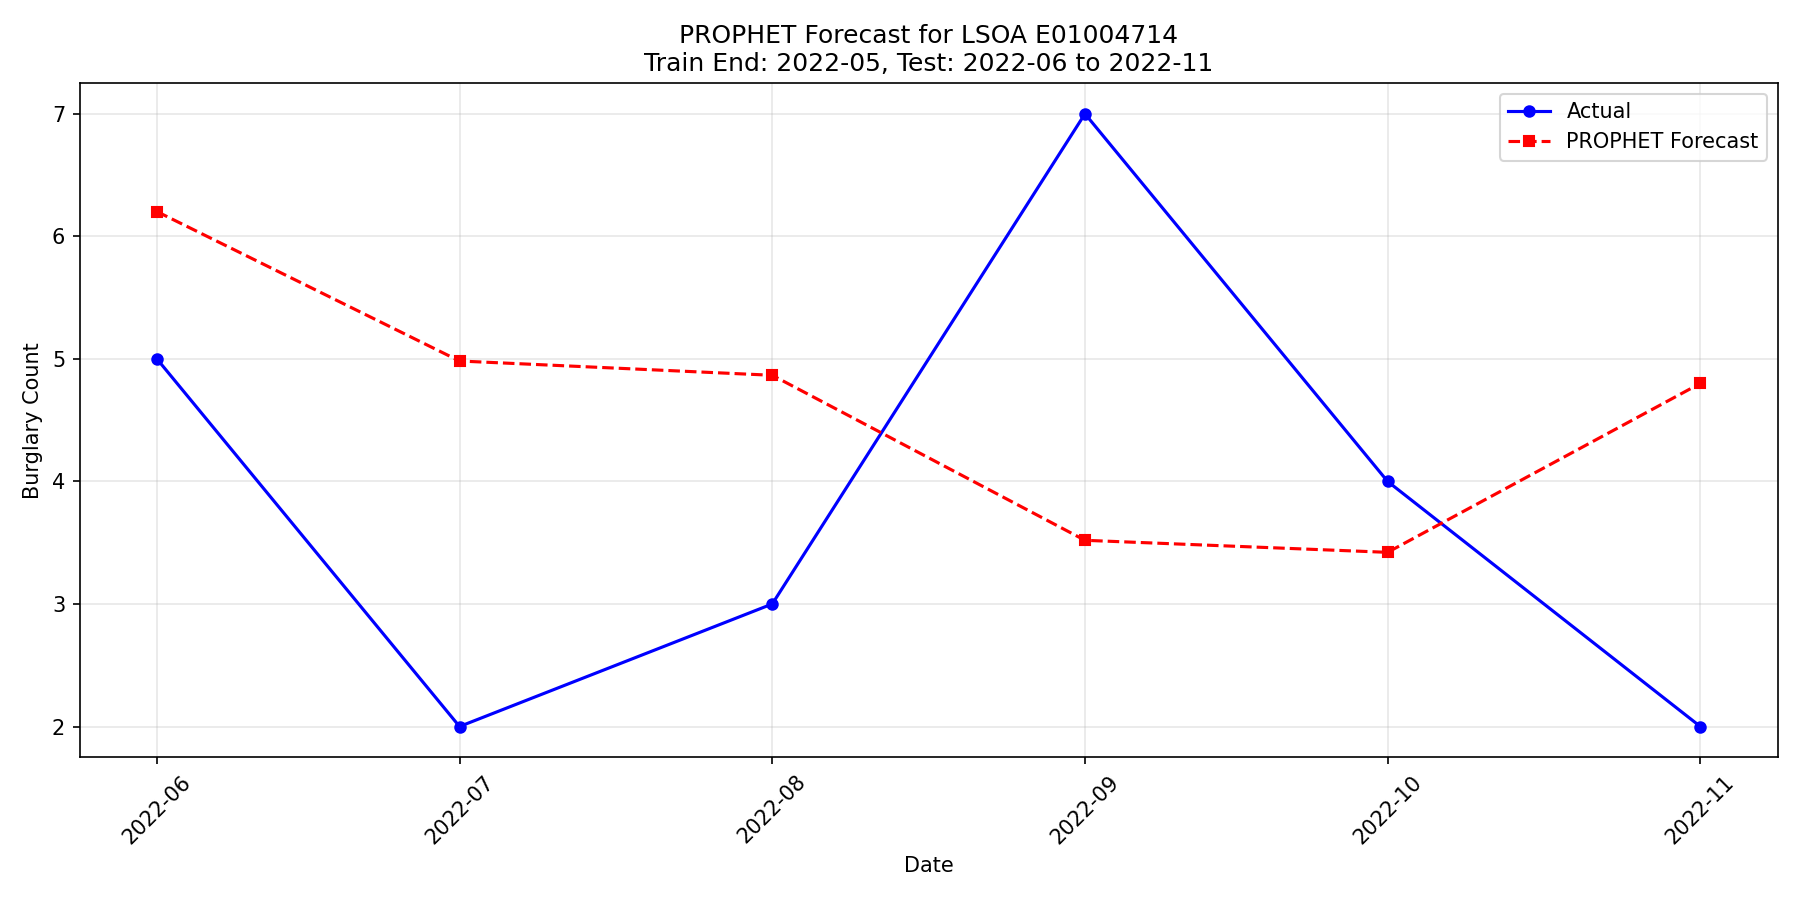 PROPHET Forecast for LSOA E01004714
Train End: 2022-05, Test: 2022-06 to 2022-11
Actual
PROPHET Forecast
Burglary Count
7
6
5
4
3
2
2022-06
2022-07
2022-08
2022-09
2022-10
2022-11
Date